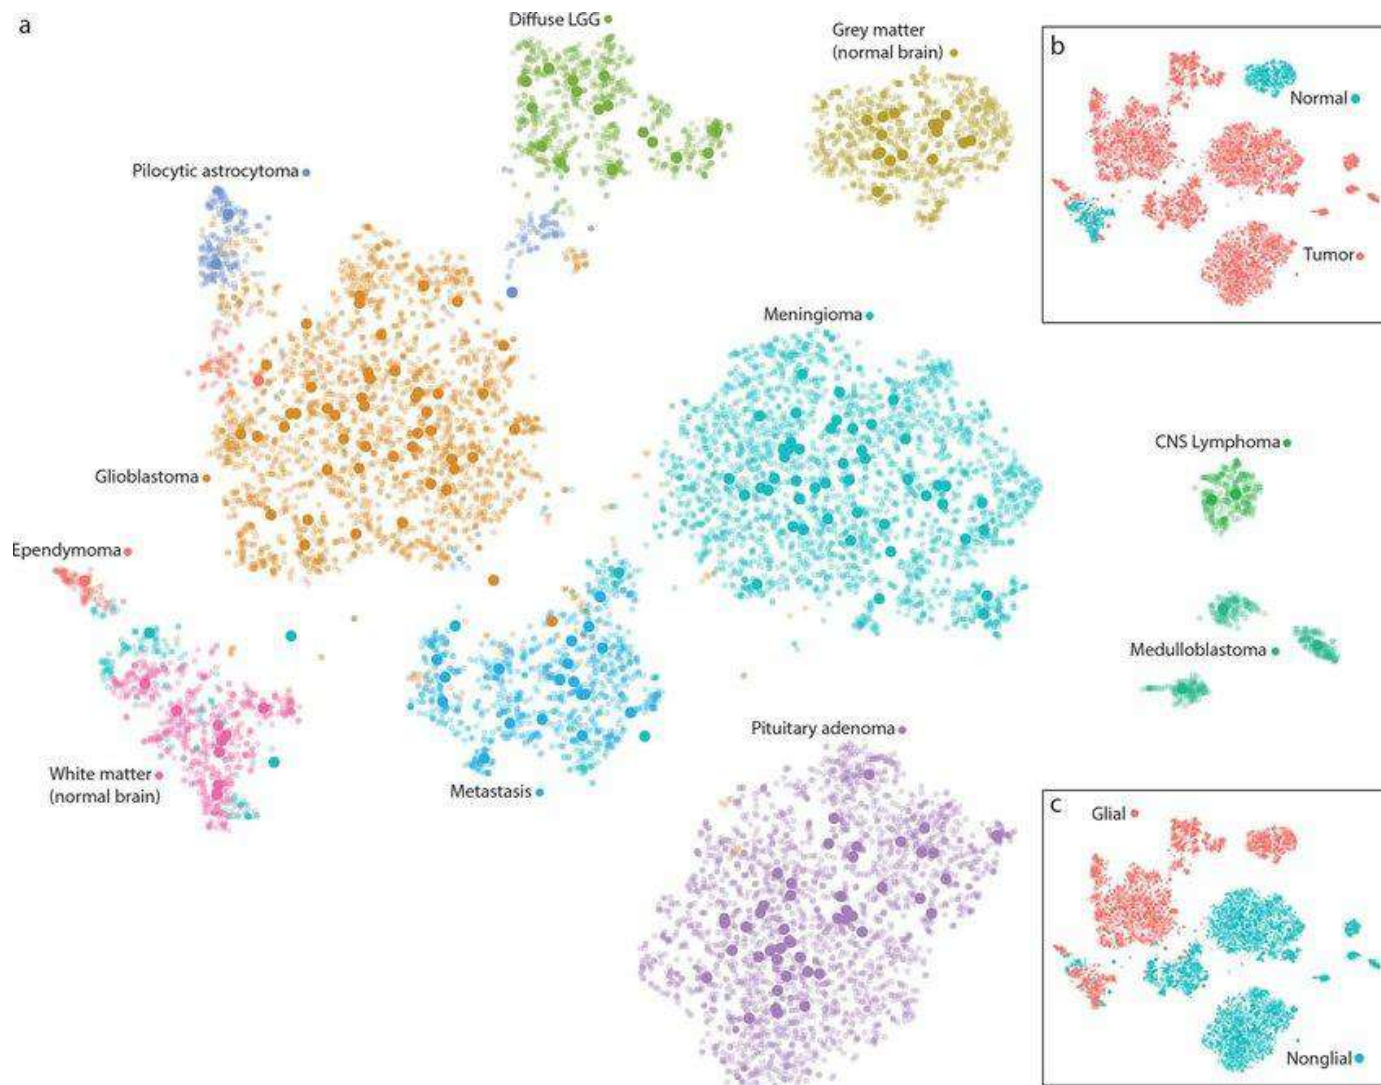 a
Diffuse LGG
Grey matter
(normal brain)
b
Normal
Tumor
Pilocytic astrocytoma
Meningioma
CNS Lymphoma
Glioblastoma
Ependymoma
Medulloblastoma
White matter
(normal brain)
Metastasis
Pituitary adenoma
c
Glial
Nonglial